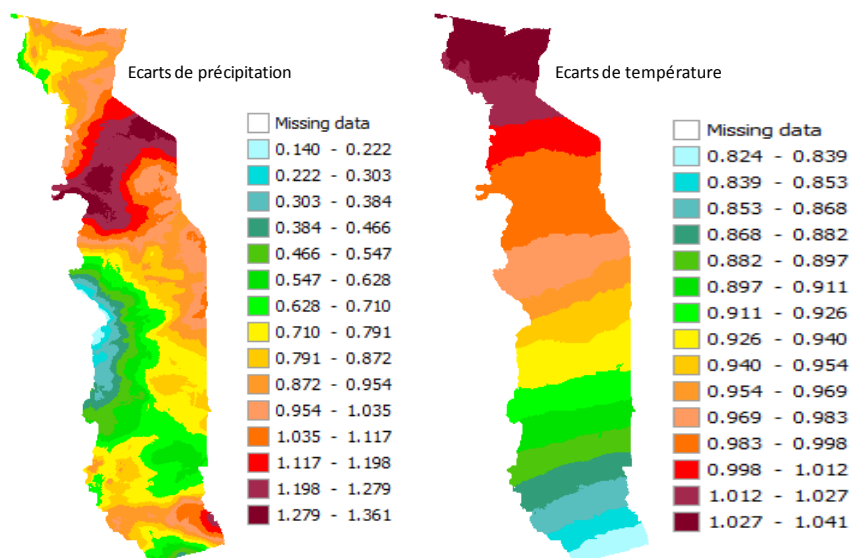 Ecarts de précipitation
Missing data
0.140 - 0.222
0.222 - 0.303
0.303 - 0.384
0.384 - 0.466
0.466 - 0.547
0.547 - 0.628
0.628 - 0.710
0.710 - 0.791
0.791 - 0.872
0.872 - 0.954
0.954 - 1.035
1.035 - 1.117
1.117 - 1.198
1.198 - 1.279
1.279 - 1.361
Ecarts de température
Missing data
0.824 - 0.839
0.839 - 0.853
0.853 - 0.868
0.868 - 0.882
0.882 - 0.897
0.897 - 0.911
0.911 - 0.926
0.926 - 0.940
0.940 - 0.954
0.954 - 0.969
0.969 - 0.983
0.983 - 0.998
0.998 - 1.012
1.012 - 1.027
1.027 - 1.041